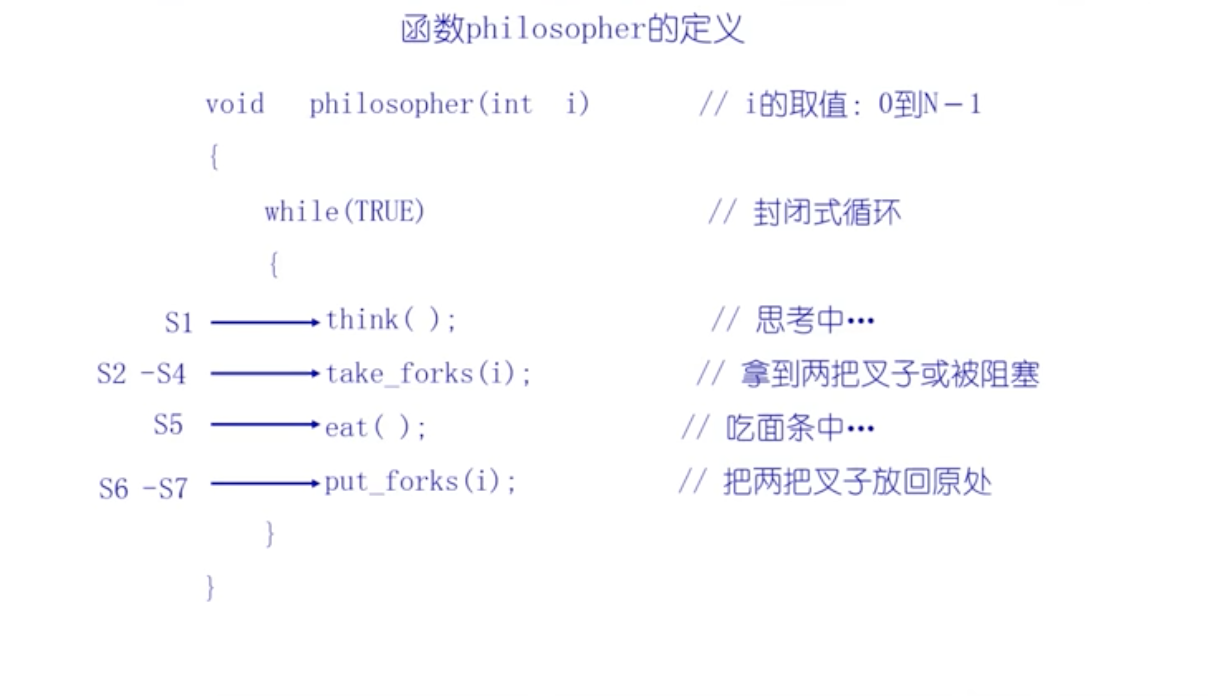 函数philosopher的定义
void philosopher(int i) // i的取值: 0到N-1
{
while(TRUE) // 封闭式循环
{
S1 think( ); // 思考中…
S2 -S4 take_forks(i); // 拿到两把叉子或被阻塞
S5 eat( ); // 吃面条中…
S6 -S7 put_forks(i); // 把两把叉子放回原处
}
}